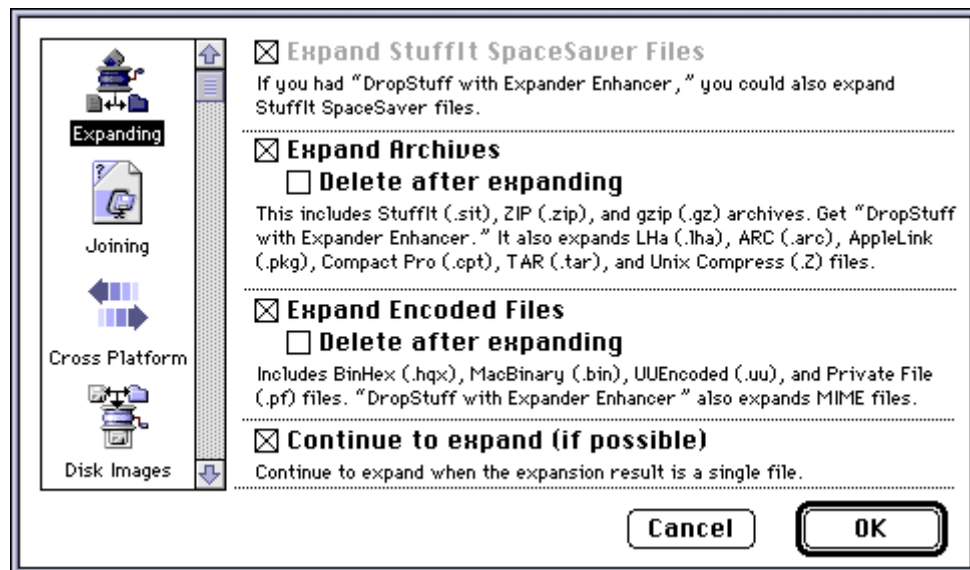 Expanding
Joining
Cross Platform
Disk Images
Expand StuffIt SpaceSaver Files
If you had “DropStuff with Expander Enhancer,” you could also expand
StuffIt SpaceSaver files.
Expand Archives
Delete after expanding
This includes StuffIt (.sit), ZIP (.zip), and gzip (.gz) archives. Get “DropStuff
with Expander Enhancer.” It also expands LHa (.lha), ARC (.arc), AppleLink
(.pkg), Compact Pro (.cpt), TAR (.tar), and Unix Compress (.Z) files.
Expand Encoded Files
Delete after expanding
Includes BinHex (.hqx), MacBinary (.bin), UUEncoded (.uu), and Private File
(.pf) files. “DropStuff with Expander Enhancer” also expands MIME files.
Continue to expand (if possible)
Continue to expand when the expansion result is a single file.
Cancel
OK